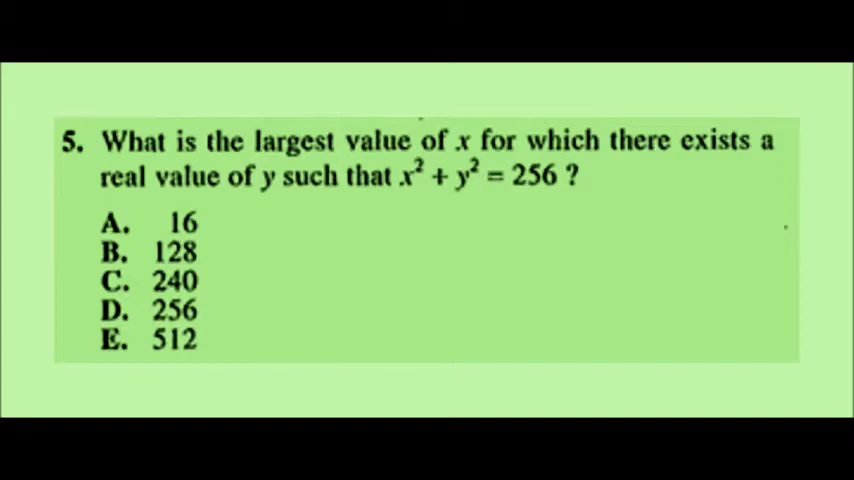 5. What is the largest value of x for which there exists a
real value of y such that x² + y² = 256 ?
A. 16
B. 128
C. 240
D. 256
E. 512